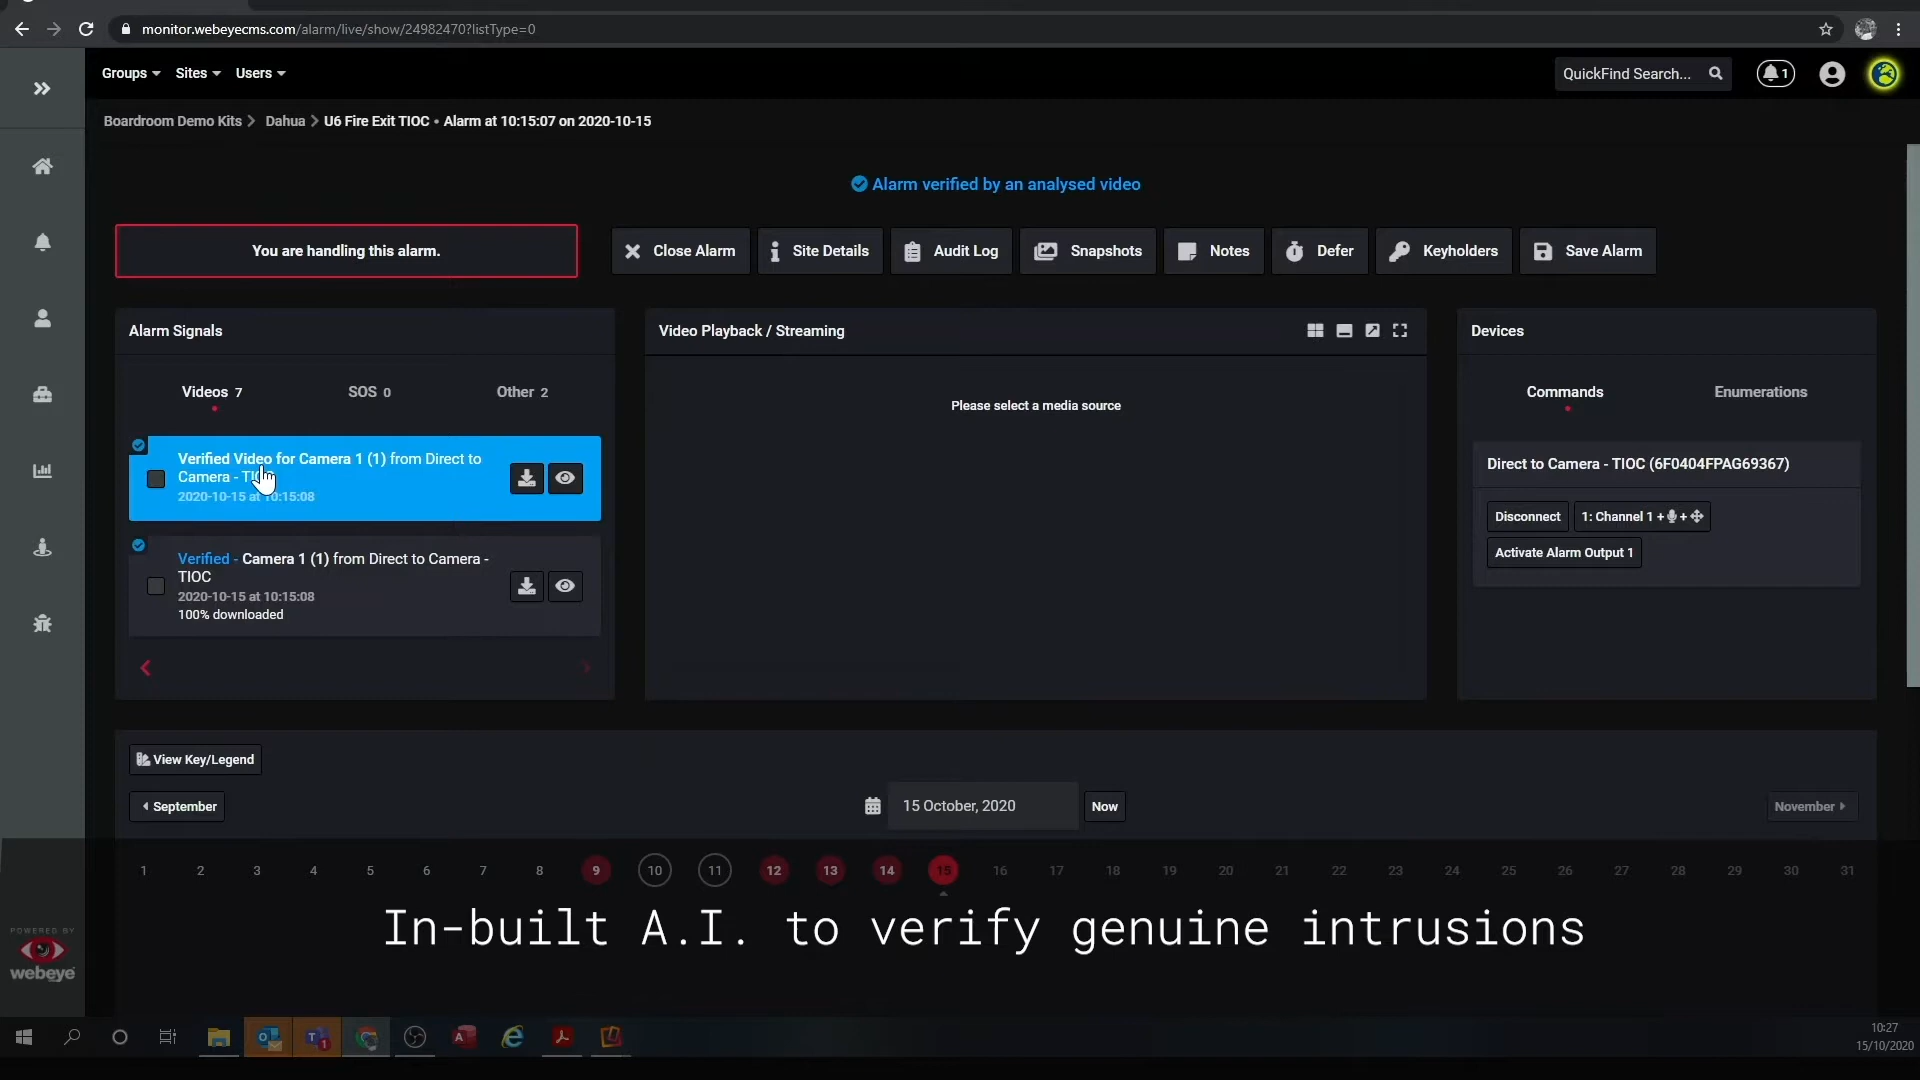 monitor.webeyecms.com/alarm/live/show/24982470?listType=0
Groups Sites Users QuickFind Search... 1
Boardroom Demo Kits Dahua U6 Fire Exit TIOC • Alarm at 10:15:07 on 2020-10-15
Alarm verified by an analysed video
You are handling this alarm. Close Alarm Site Details Audit Log Snapshots Notes Defer Keyholders Save Alarm
Alarm Signals Video Playback / Streaming Devices
Videos 7 SOS 0 Other 2 Commands Enumerations
Please select a media source
Verified Video for Camera 1 (1) from Direct to
Camera -
2020-10-15 at 10:15:08
Direct to Camera - TIOC (6F0404FPAG69367)
Disconnect 1: Channel 1 + +
Activate Alarm Output 1
Verified - Camera 1 (1) from Direct to Camera -
TIOC
2020-10-15 at 10:15:08
100% downloaded
View Key/Legend
September 15 October, 2020 Now November
1 2 3 4 5 6 7 8 9 10 11 12 13 14 15 16 17 18 19 20 21 22 23 24 25 26 27 28 29 30 31
In-built A.I. to verify genuine intrusions
POWERED BY
webeye
10:27
15/10/2020